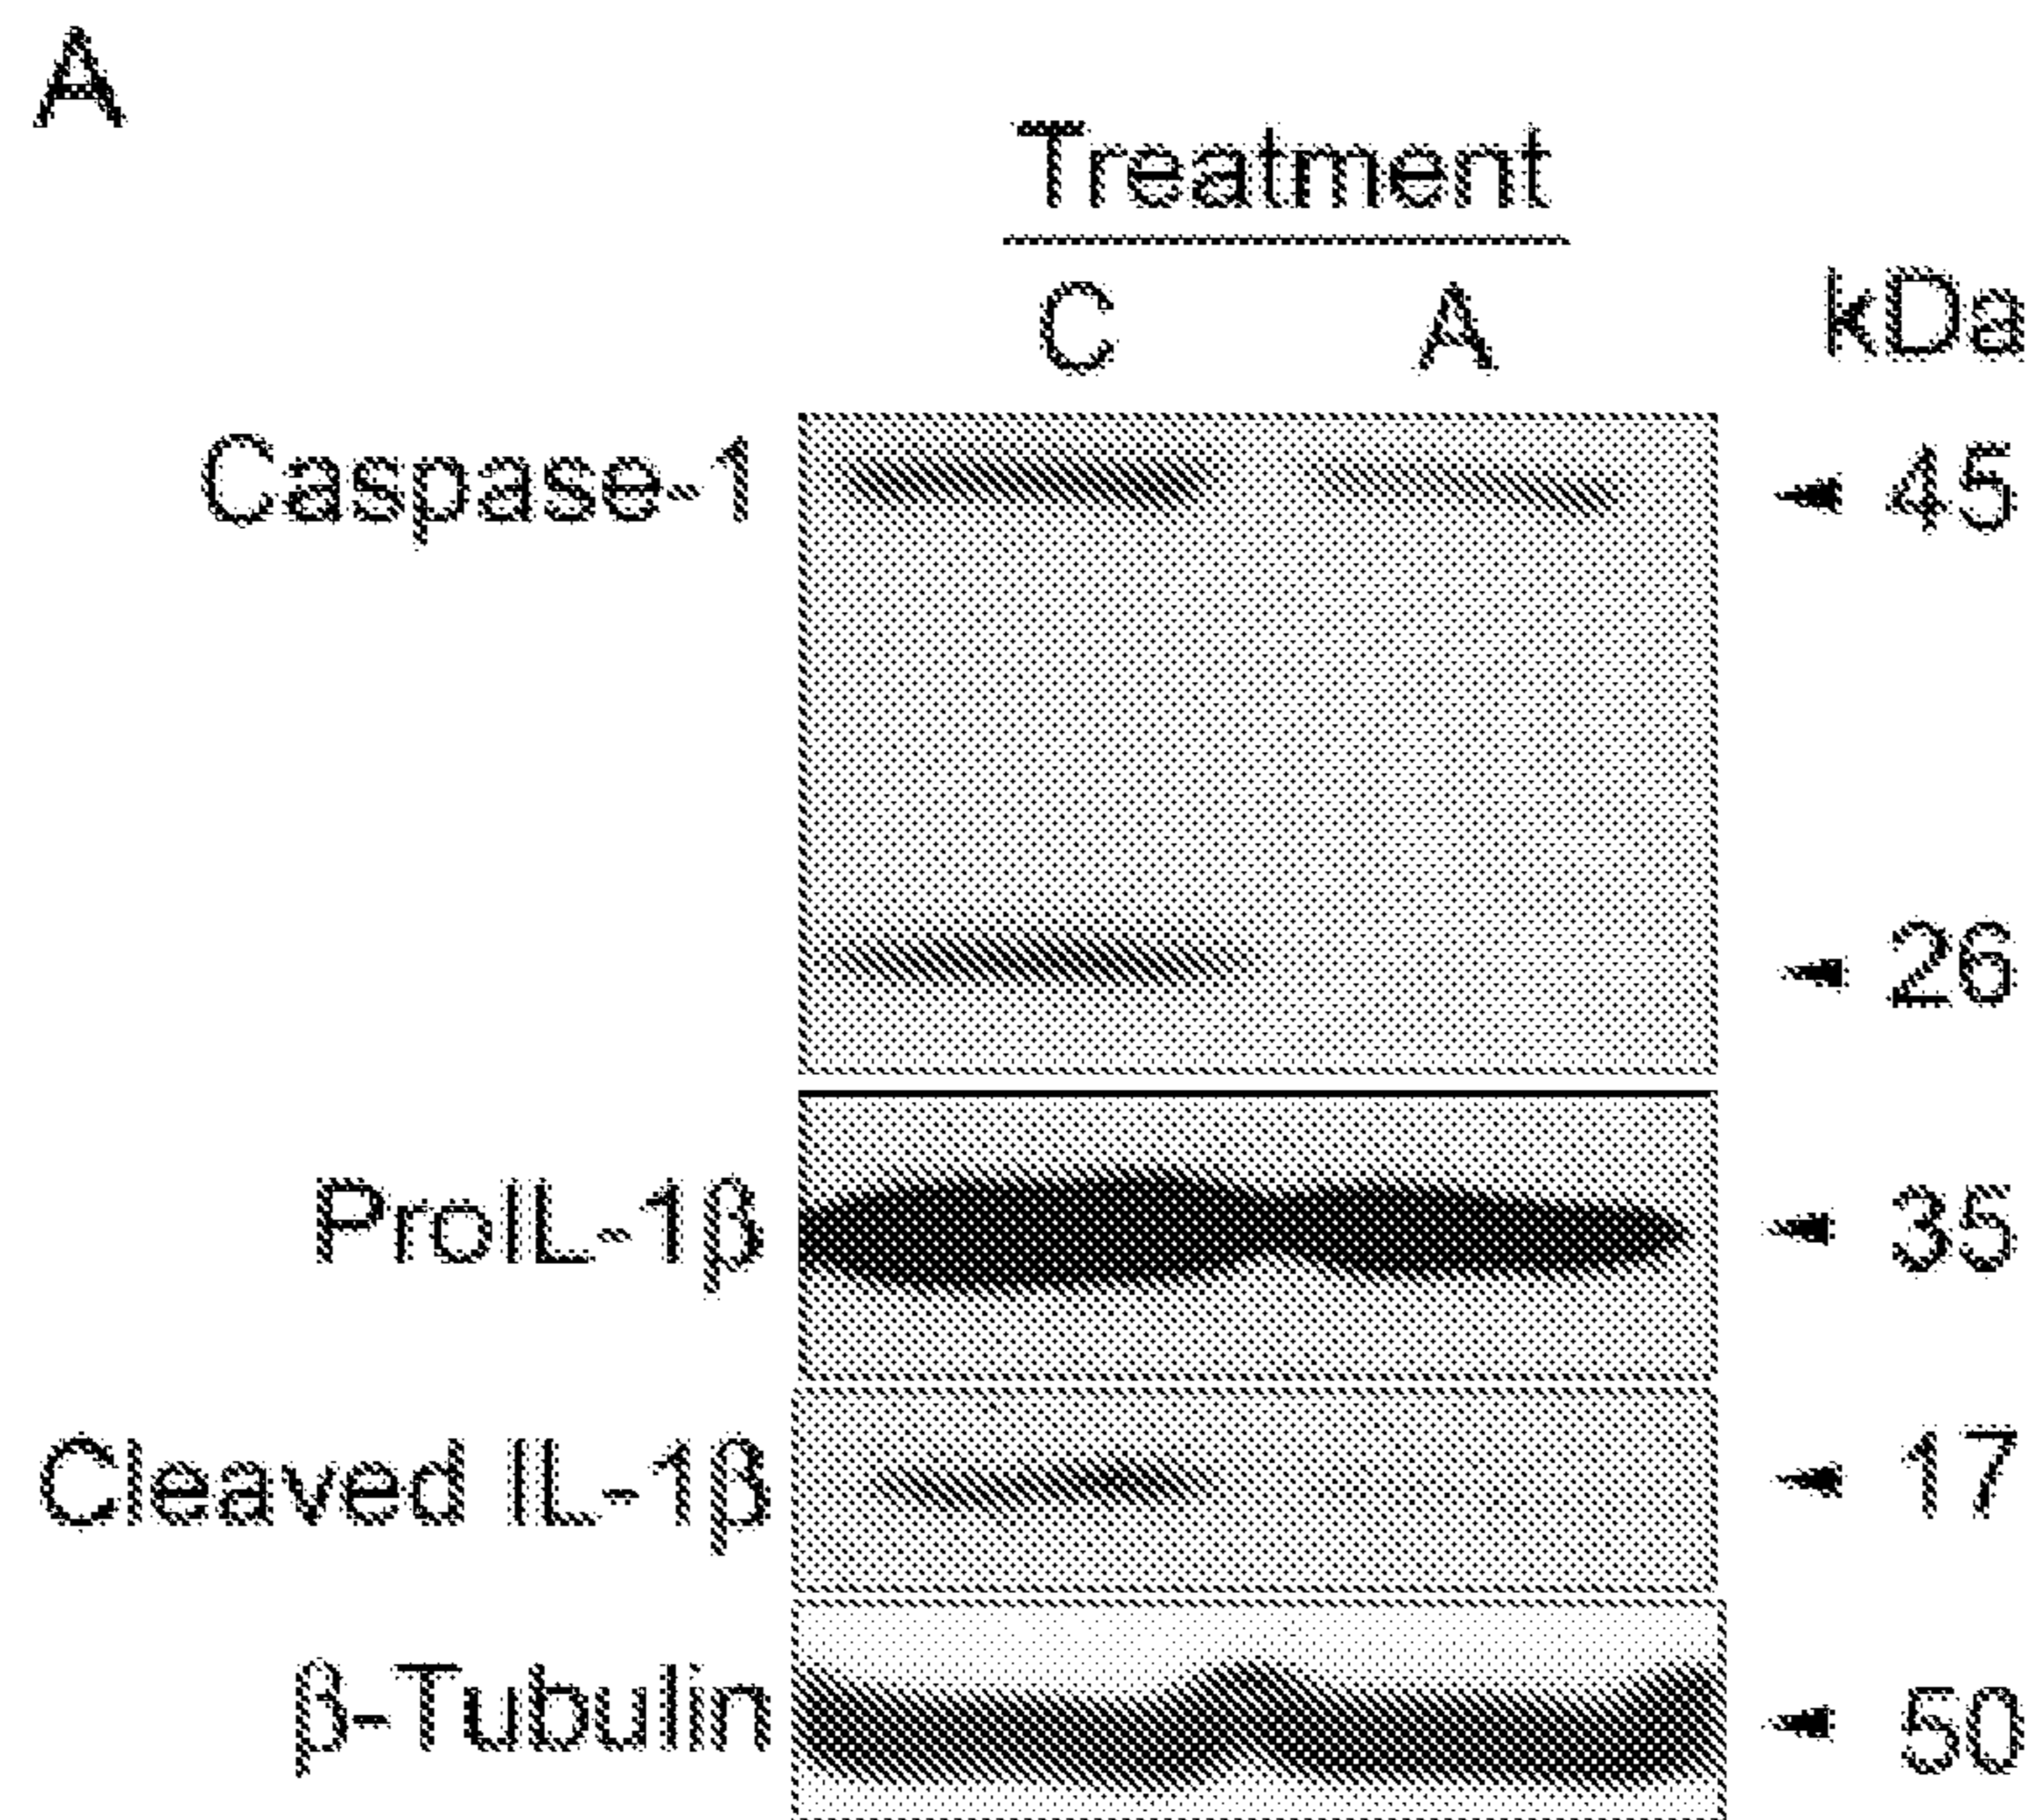 A
Treatment
C A kDa
Caspase-1 45
26
ProIL-1β 35
Cleaved IL-1β 17
β-Tubulin 50